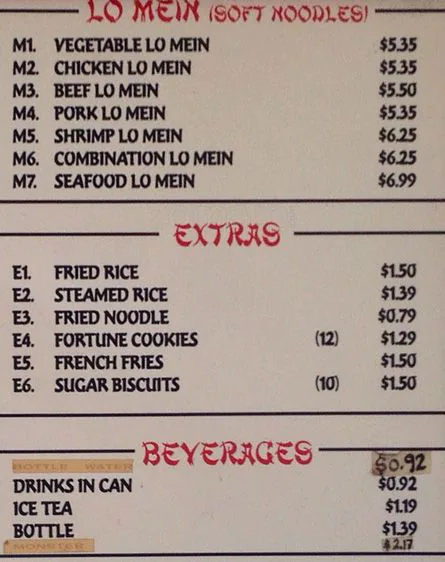 LO MEIN (SOFT NOODLES)
M1. VEGETABLE LO MEIN $5.35
M2. CHICKEN LO MEIN $5.35
M3. BEEF LO MEIN $5.50
M4. PORK LO MEIN $5.35
M5. SHRIMP LO MEIN $6.25
M6. COMBINATION LO MEIN $6.25
M7. SEAFOOD LO MEIN $6.99
EXTRAS
E1. FRIED RICE $1.50
E2. STEAMED RICE $1.39
E3. FRIED NOODLE $0.79
E4. FORTUNE COOKIES (12) $1.29
E5. FRENCH FRIES $1.50
E6. SUGAR BISCUITS (10) $1.50
BEVERAGES
BOTTLE WATER $0.92
DRINKS IN CAN $0.92
ICE TEA $1.19
BOTTLE $1.39
MONSTER $2.17